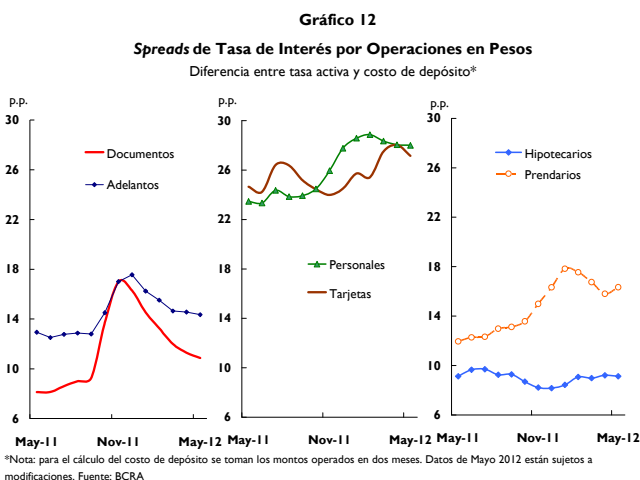 Gráfico 12
Spreads de Tasa de Interés por Operaciones en Pesos
Diferencia entre tasa activa y costo de depósito*
p.p.
30
26
22
18
14
10
6
Documentos
Adelantos
May-11 Nov-11 May-12
p.p.
30
26
22
18
14
10
6
Personales
Tarjetas
May-11 Nov-11 May-12
p.p.
30
26
22
18
14
10
6
Hipotecarios
Prendarios
May-11 Nov-11 May-12
*Nota: para el cálculo del costo de depósito se toman los montos operados en dos meses. Datos de Mayo 2012 están sujetos a
modificaciones. Fuente: BCRA